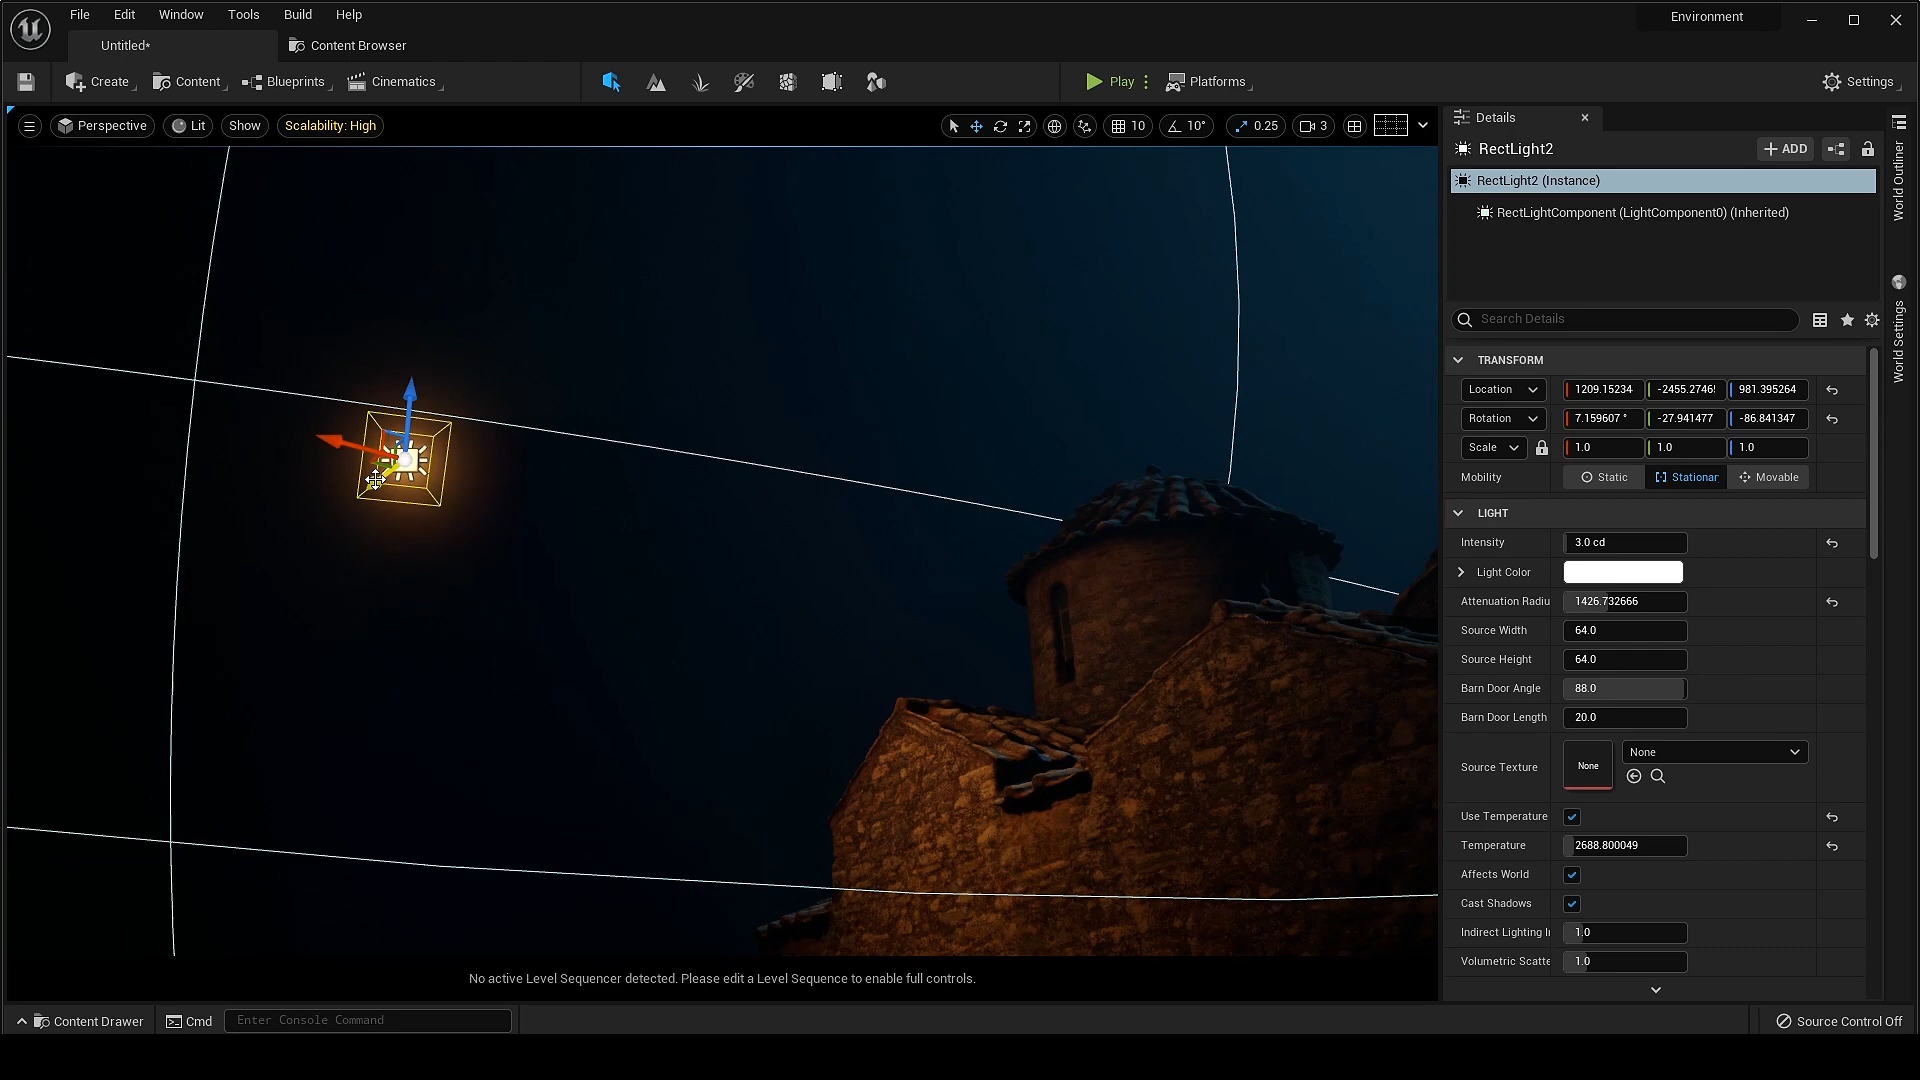 File Edit Window Tools Build Help
Environment
Untitled*
Content Browser
Create Content Blueprints Cinematics
Play Platforms Settings
Perspective Lit Show Scalability: High
10 10° 0.25 3
Details
RectLight2
ADD
RectLight2 (Instance)
RectLightComponent (LightComponent0) (Inherited)
World Outliner
World Settings
Search Details
TRANSFORM
Location 1209.15234 -2455.2746 981.395264
Rotation 7.159607 ° -27.941477 -86.841347
Scale 1.0 1.0 1.0
Mobility Static Stationar Movable
LIGHT
Intensity 3.0 cd
Light Color
Attenuation Radiu 1426.732666
Source Width 64.0
Source Height 64.0
Barn Door Angle 88.0
Barn Door Length 20.0
Source Texture None None
Use Temperature
Temperature 2688.800049
Affects World
Cast Shadows
Indirect Lighting I 1.0
Volumetric Scatte 1.0
No active Level Sequencer detected. Please edit a Level Sequence to enable full controls.
Content Drawer Cmd Enter Console Command
Source Control Off